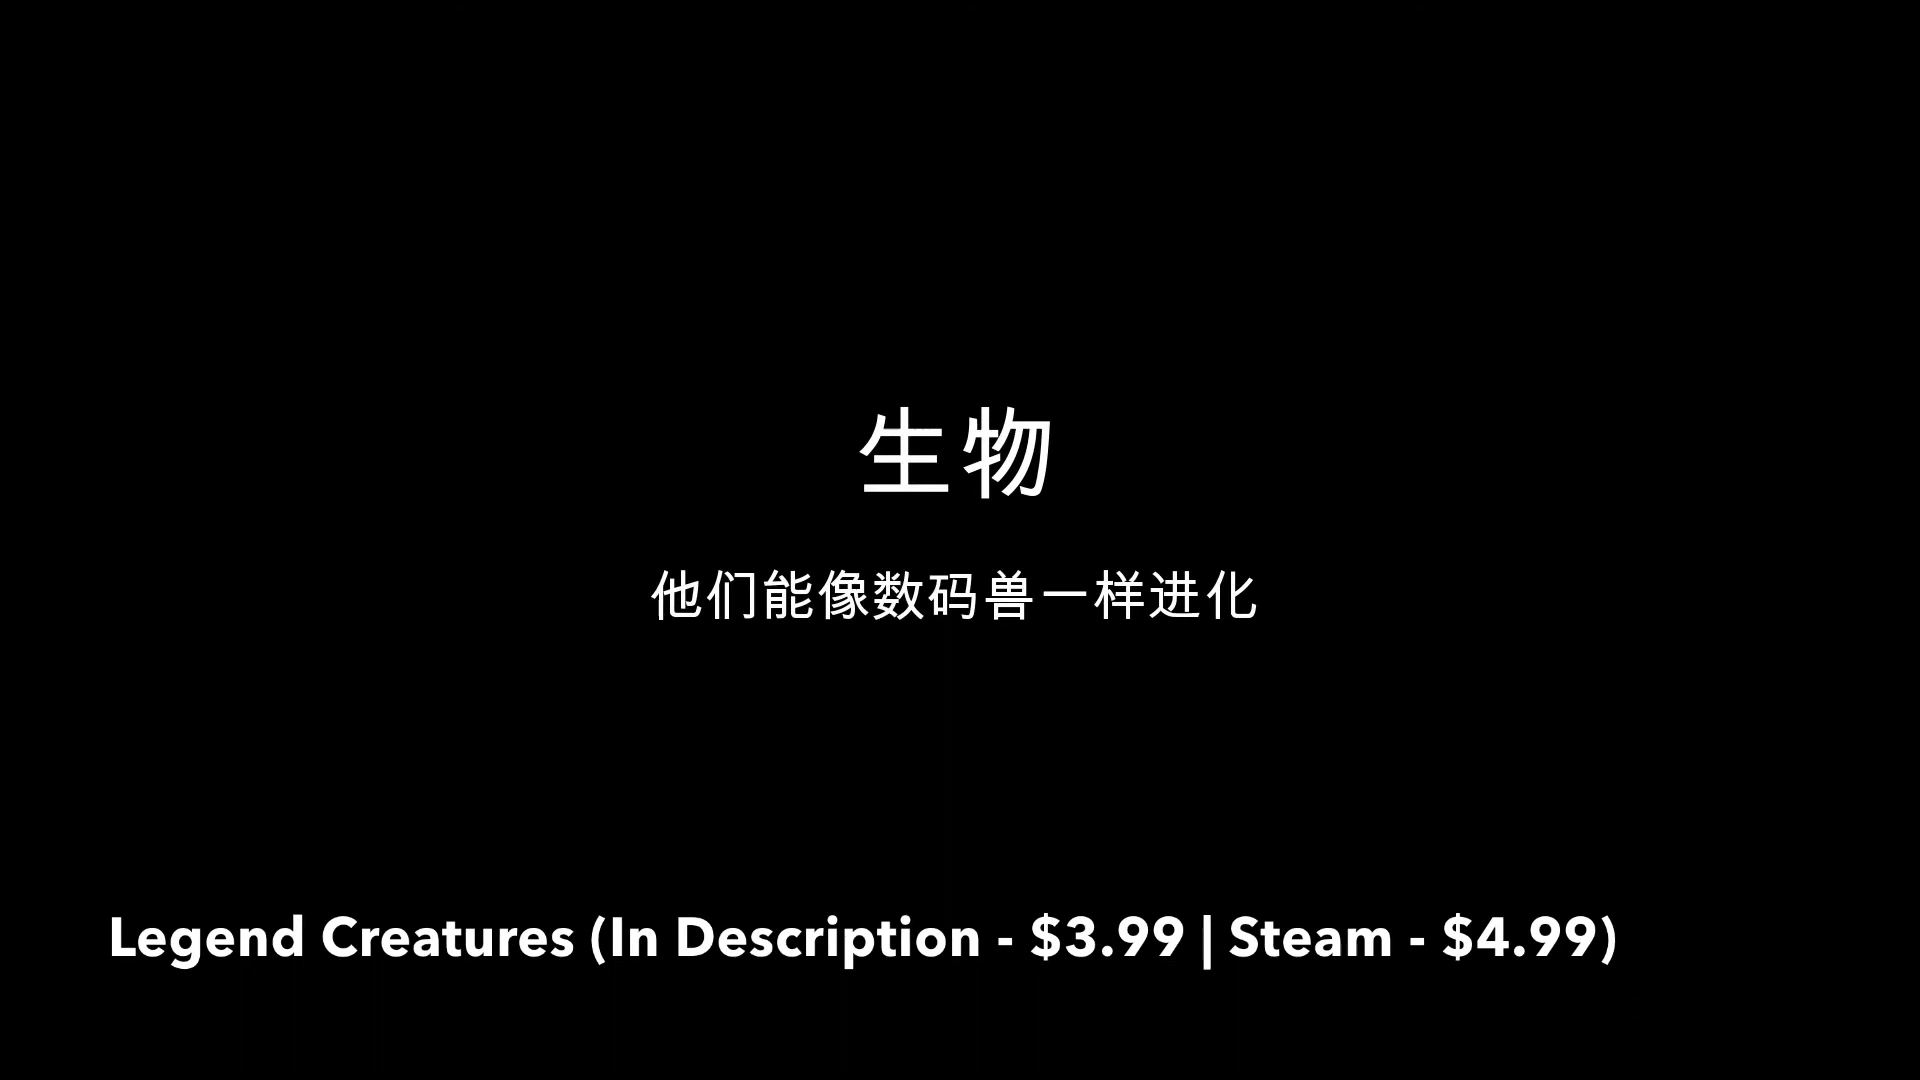 生物
他们能像数码兽一样进化
Legend Creatures (In Description - $3.99 | Steam - $4.99)